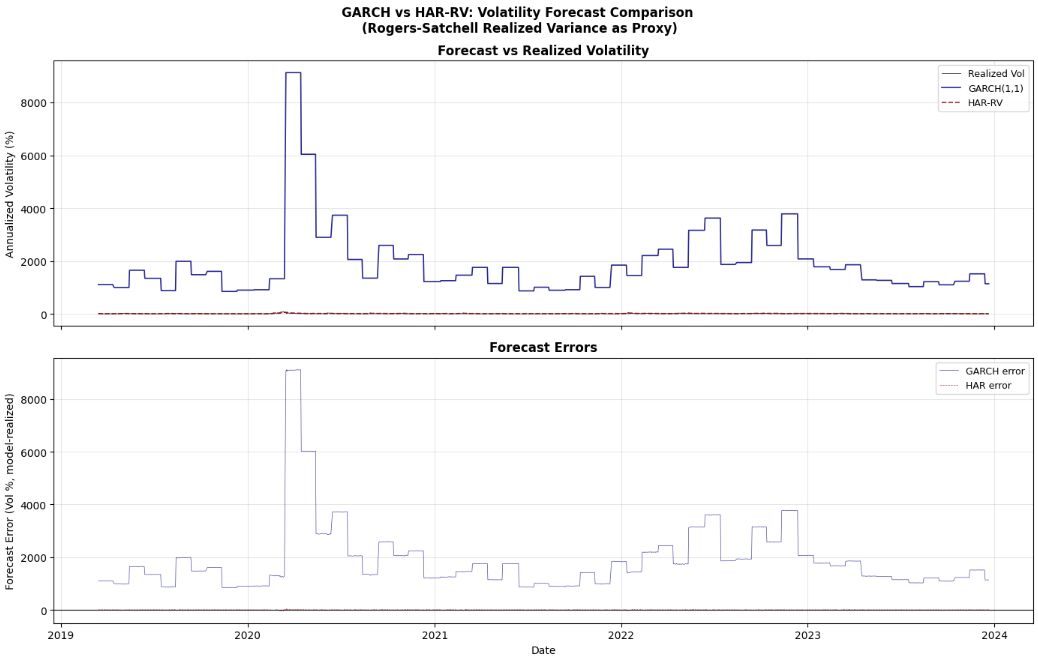 GARCH vs HAR-RV: Volatility Forecast Comparison
(Rogers-Satchell Realized Variance as Proxy)
Forecast vs Realized Volatility
Annualized Volatility (%)
8000
6000
4000
2000
0
Realized Vol
GARCH(1,1)
HAR-RV
Forecast Errors
Forecast Error (Vol %, model-realized)
8000
6000
4000
2000
0
GARCH error
HAR error
2019
2020
2021
2022
2023
2024
Date